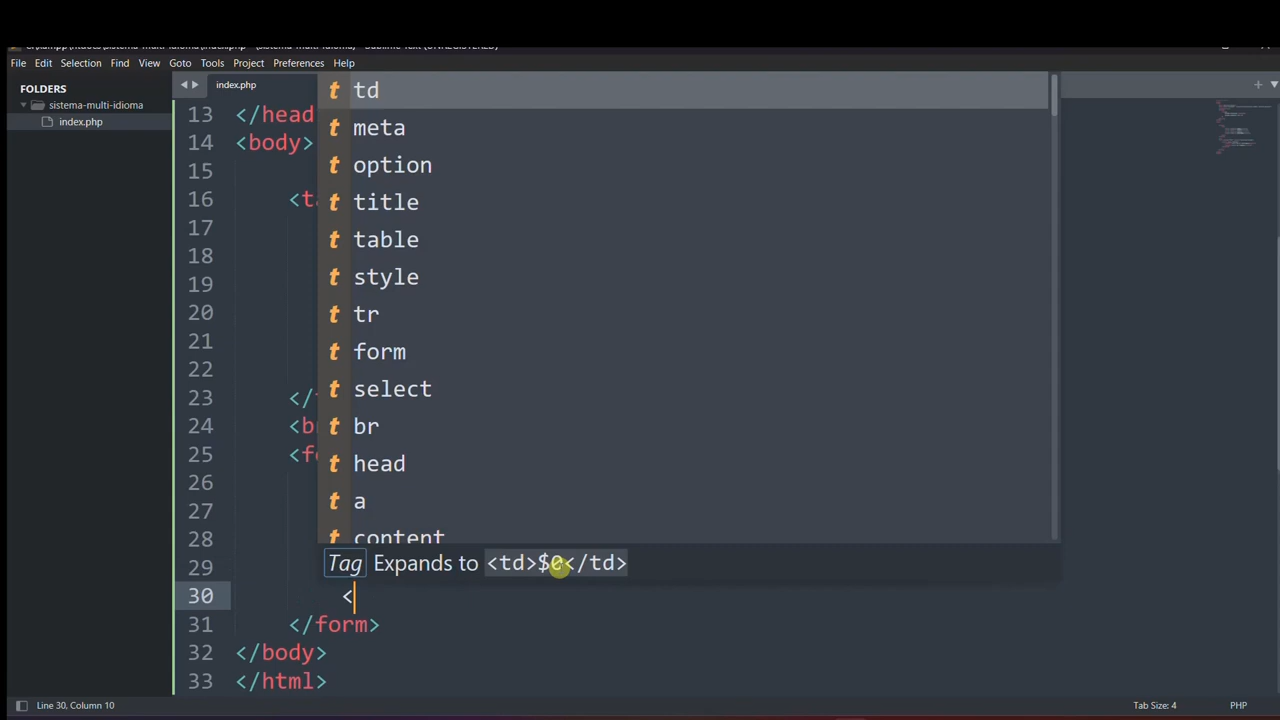 File Edit Selection Find View Goto Tools Project Preferences Help
FOLDERS
sistema-multi-idioma
index.php
index.php
13 </head
14 <body>
15
16 <ta
17
18
19
20
21
22
23 </
24 <b
25 <f
26
27
28
29
30 <
31 </form>
32 </body>
33 </html>
t td
t meta
t option
t title
t table
t style
t tr
t form
t select
t br
t head
t a
t content
Tag Expands to <td>$0</td>
Line 30, Column 10
Tab Size: 4
PHP